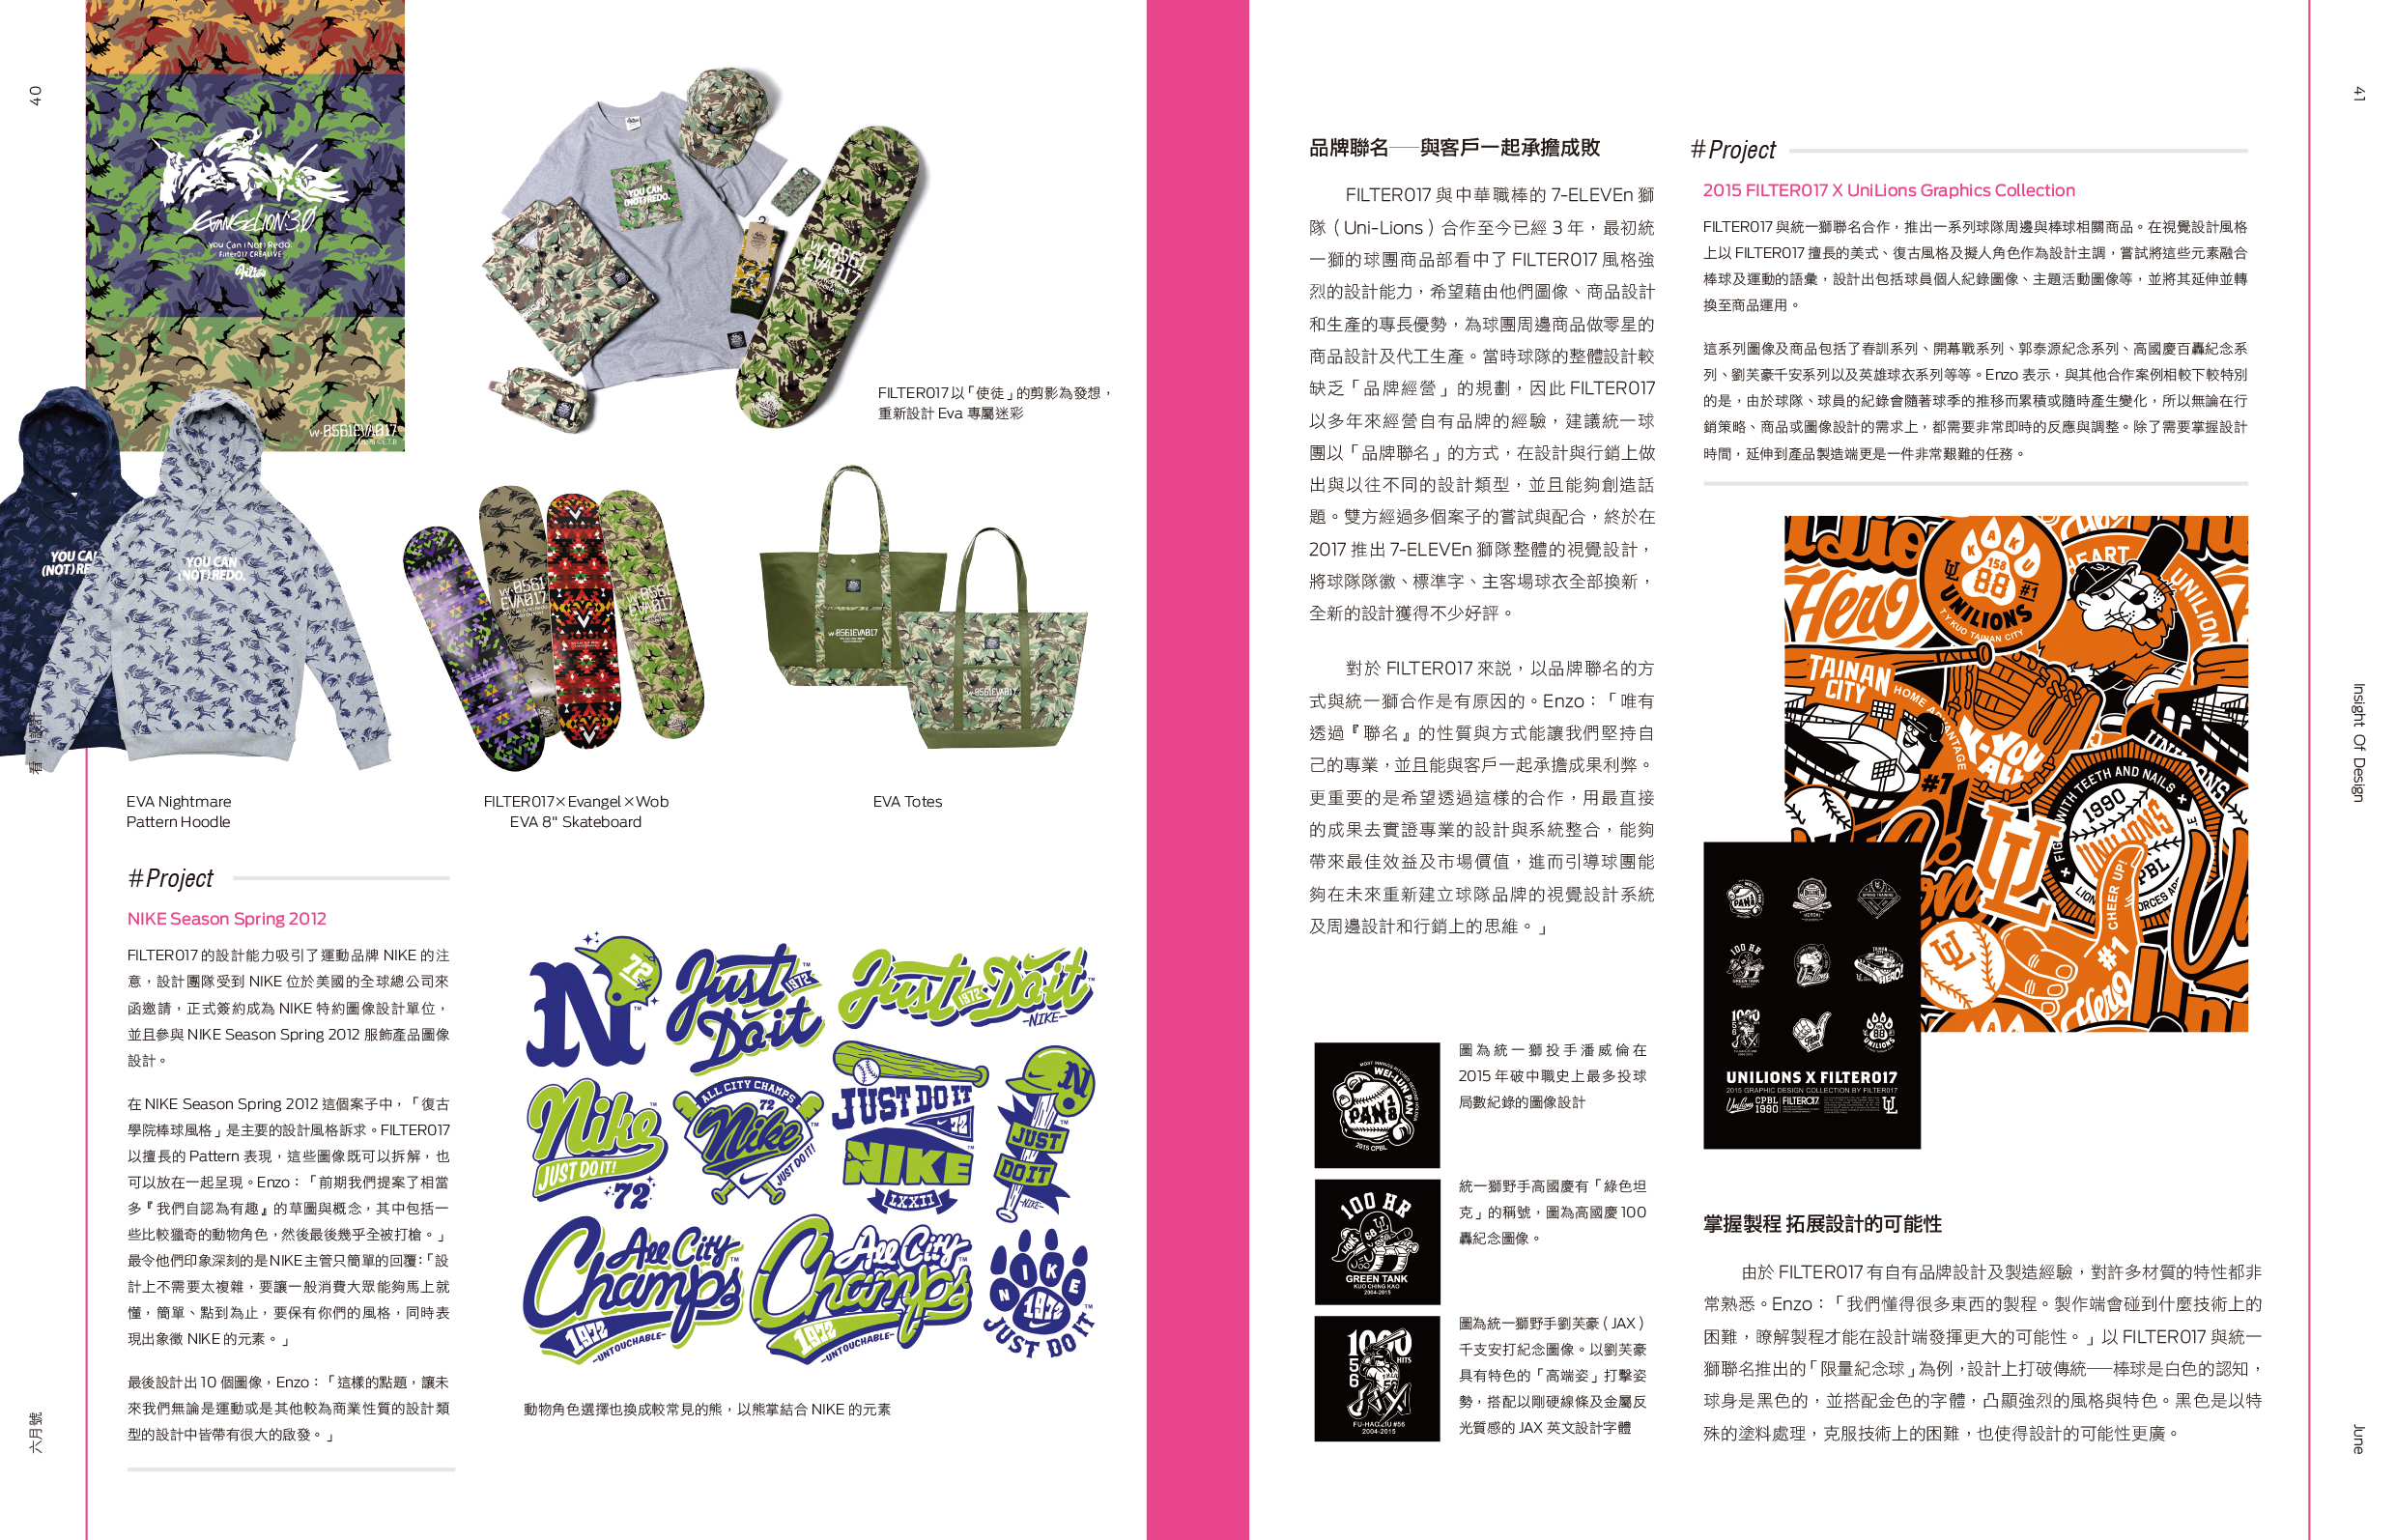 40
EVANGELION:3.0
You Can (Not) Redo.
Filter017 CREATIVE
Filter
w-8561EVA017
YOU CAN
(NOT) REDO.
w-8561
EVA017
FILTER017以「使徒」的剪影為發想，
重新設計 Eva 專屬迷彩
YOU CAN
(NOT) REDO.
w-8561
EVA017
w-8561EVA017
w-8561EVA017
EVA Nightmare
Pattern Hoodle
FILTER017×Evangel×Wob
EVA 8" Skateboard
EVA Totes
看，設計
#Project
NIKE Season Spring 2012
FILTER017 的設計能力吸引了運動品牌 NIKE 的注
意，設計團隊受到 NIKE 位於美國的全球總公司來
函邀請，正式簽約成為 NIKE 特約圖像設計單位，
並且參與 NIKE Season Spring 2012 服飾產品圖像
設計。
在 NIKE Season Spring 2012 這個案子中，「復古
學院棒球風格」是主要的設計風格訴求。FILTER017
以擅長的 Pattern 表現，這些圖像既可以拆解，也
可以放在一起呈現。Enzo：「前期我們提案了相當
多『我們自認為有趣』的草圖與概念，其中包括一
些比較獵奇的動物角色，然後最後幾乎全被打槍。」
最令他們印象深刻的是NIKE主管只簡單的回覆：「設
計上不需要太複雜，要讓一般消費大眾能夠馬上就
懂，簡單、點到為止，要保有你們的風格，同時表
現出象徵 NIKE 的元素。」
最後設計出 10 個圖像，Enzo：「這樣的點題，讓未
來我們無論是運動或是其他較為商業性質的設計類
型的設計中皆帶有很大的啟發。」
六月號
N
72
Just
Do it
1972
Just Do it
1972
-NIKE-
Nike
JUST DO IT!
72
ALL CITY CHAMPS
72
Nike
JUST DO IT!
JUST DO IT
72
NIKE
LXXII
N
JUST
DO IT
-NIKE-
All City
Champs
1972
-UNTOUCHABLE-
All City
Champs
1972
-UNTOUCHABLE-
NIKE
1972
JUST DO IT
動物角色選擇也換成較常見的熊，以熊掌結合 NIKE 的元素
品牌聯名──與客戶一起承擔成敗
FILTER017 與中華職棒的 7-ELEVEn 獅
隊（Uni-Lions）合作至今已經 3 年，最初統
一獅的球團商品部看中了 FILTER017 風格強
烈的設計能力，希望藉由他們圖像、商品設計
和生產的專長優勢，為球團周邊商品做零星的
商品設計及代工生產。當時球隊的整體設計較
缺乏「品牌經營」的規劃，因此 FILTER017
以多年來經營自有品牌的經驗，建議統一球
團以「品牌聯名」的方式，在設計與行銷上做
出與以往不同的設計類型，並且能夠創造話
題。雙方經過多個案子的嘗試與配合，終於在
2017 推出 7-ELEVEn 獅隊整體的視覺設計，
將球隊隊徽、標準字、主客場球衣全部換新，
全新的設計獲得不少好評。
對於 FILTER017 來説，以品牌聯名的方
式與統一獅合作是有原因的。Enzo：「唯有
透過『聯名』的性質與方式能讓我們堅持自
己的專業，並且能與客戶一起承擔成果利弊。
更重要的是希望透過這樣的合作，用最直接
的成果去實證專業的設計與系統整合，能夠
帶來最佳效益及市場價值，進而引導球團能
夠在未來重新建立球隊品牌的視覺設計系統
及周邊設計和行銷上的思維。」
WEI-LUN PAN
PAN 18
2015 CPBL
圖為統一獅投手潘威倫在
2015 年破中職史上最多投球
局數紀錄的圖像設計
100 HR
GREEN TANK
KUO CHING KAO
2004-2015
統一獅野手高國慶有「綠色坦
克」的稱號，圖為高國慶 100
轟紀念圖像。
1000
HITS
56
JAX
FU-HAO LIU #56
2004-2015
圖為統一獅野手劉芙豪（JAX）
千支安打紀念圖像。以劉芙豪
具有特色的「高端姿」打擊姿
勢，搭配以剛硬線條及金屬反
光質感的 JAX 英文設計字體
#Project
2015 FILTER017 X UniLions Graphics Collection
FILTER017 與統一獅聯名合作，推出一系列球隊周邊與棒球相關商品。在視覺設計風格
上以 FILTER017 擅長的美式、復古風格及擬人角色作為設計主調，嘗試將這些元素融合
棒球及運動的語彙，設計出包括球員個人紀錄圖像、主題活動圖像等，並將其延伸並轉
換至商品運用。
這系列圖像及商品包括了春訓系列、開幕戰系列、郭泰源紀念系列、高國慶百轟紀念系
列、劉芙豪千安系列以及英雄球衣系列等等。Enzo 表示，與其他合作案例相較下較特別
的是，由於球隊、球員的紀錄會隨著球季的推移而累積或隨時產生變化，所以無論在行
銷策略、商品或圖像設計的需求上，都需要非常即時的反應與調整。除了需要掌握設計
時間，延伸到產品製造端更是一件非常艱難的任務。
Hero
KAKU
158
88
#1
UNILIONS
T.Y.KUO TAINAN CITY
HEART
UNILIONS
TAINAN
CITY
HOME ADVANTAGE
Y-YOU
ALL
#1
WITH TEETH AND NAILS
1990
UNILIONS
CPBL
CHEER UP!
#1
Hero
UNILIONS X FILTER017
2015 GRAPHIC DESIGN COLLECTION BY FILTER017
UniLions CPBL 1990 FILTER017
掌握製程 拓展設計的可能性
由於 FILTER017 有自有品牌設計及製造經驗，對許多材質的特性都非
常熟悉。Enzo：「我們懂得很多東西的製程。製作端會碰到什麼技術上的
困難，瞭解製程才能在設計端發揮更大的可能性。」以 FILTER017 與統一
獅聯名推出的「限量紀念球」為例，設計上打破傳統──棒球是白色的認知，
球身是黑色的，並搭配金色的字體，凸顯強烈的風格與特色。黑色是以特
殊的塗料處理，克服技術上的困難，也使得設計的可能性更廣。
41
Insight Of Design
June